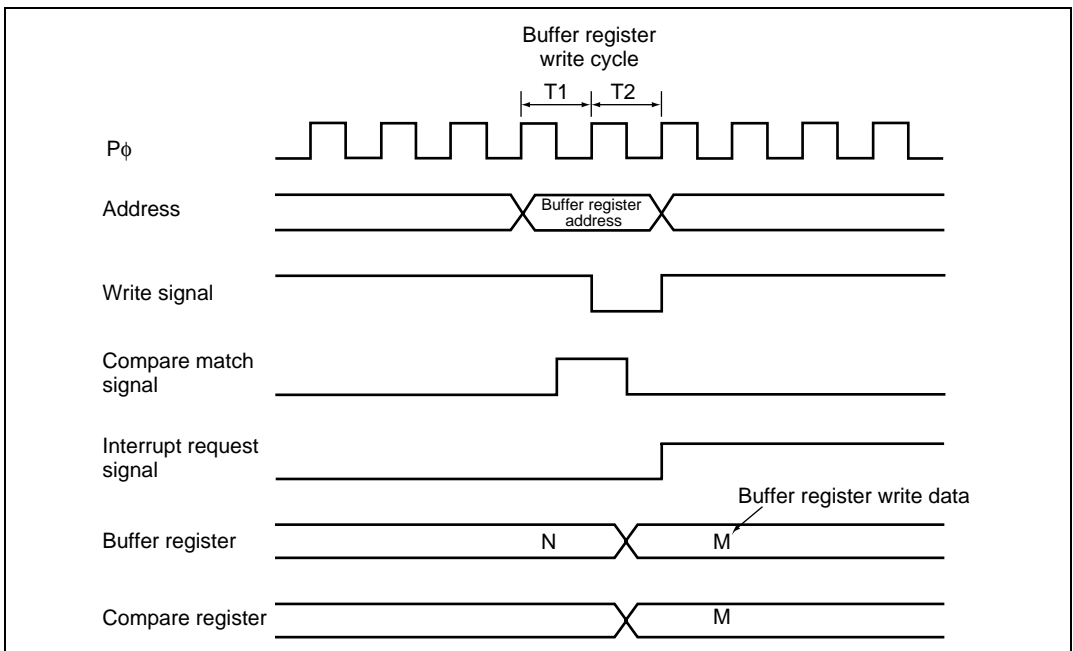 Buffer register
write cycle
T1
T2
Pφ
Address
Buffer register
address
Write signal
Compare match
signal
Interrupt request
signal
Buffer register write data
Buffer register
N
M
Compare register
M